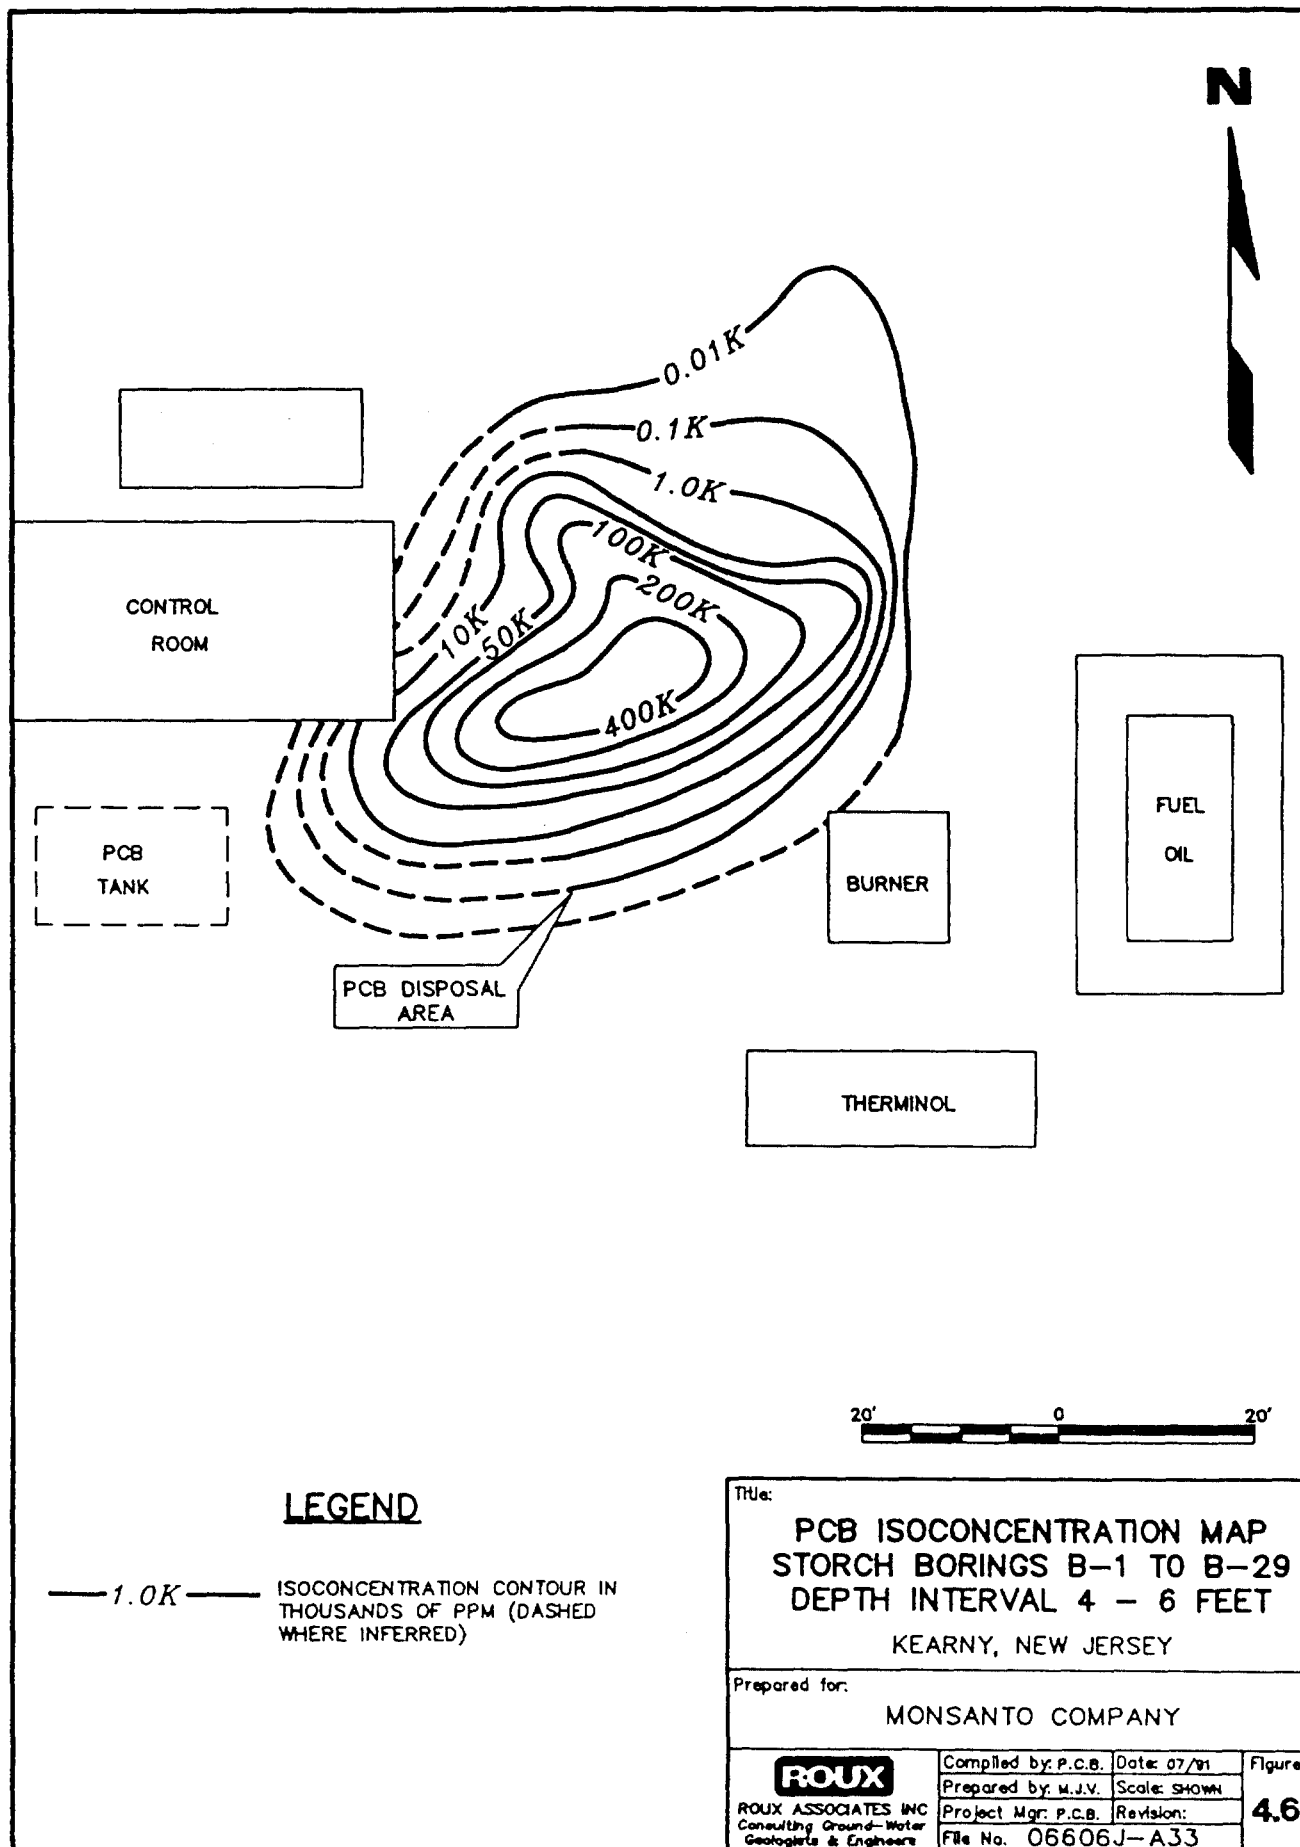 N
0.01K
0.1K
1.0K
100K
200K
10K
50K
400K
CONTROL
ROOM
PCB
TANK
FUEL
OIL
BURNER
PCB DISPOSAL
AREA
THERMINOL
20' 0 20'
LEGEND
1.0K
ISOCONCENTRATION CONTOUR IN
THOUSANDS OF PPM (DASHED
WHERE INFERRED)
Title:
PCB ISOCONCENTRATION MAP
STORCH BORINGS B-1 TO B-29
DEPTH INTERVAL 4 - 6 FEET
KEARNY, NEW JERSEY
Prepared for:
MONSANTO COMPANY
ROUX
ROUX ASSOCIATES INC
Consulting Ground-Water
Geologists & Engineers
Compiled by: P.C.B. Date: 07/91
Prepared by: M.J.V. Scale: SHOWN
Project Mgr: P.C.B. Revision:
File No. 06606J-A33
Figure
4.6